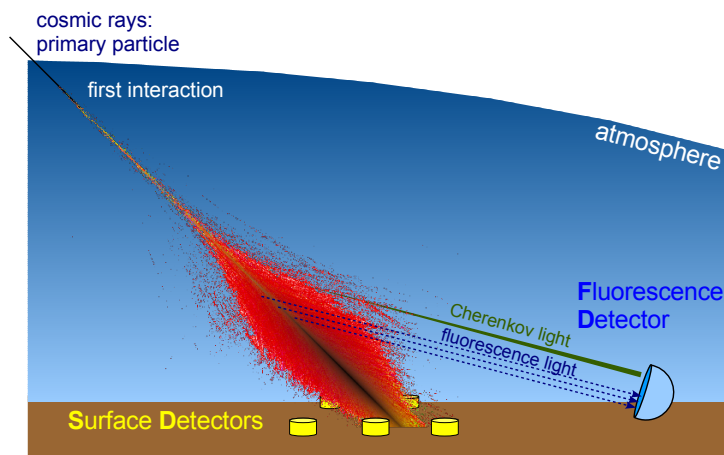 cosmic rays:
primary particle
first interaction
atmosphere
Fluorescence
Detector
Cherenkov light
fluorescence light
Surface Detectors